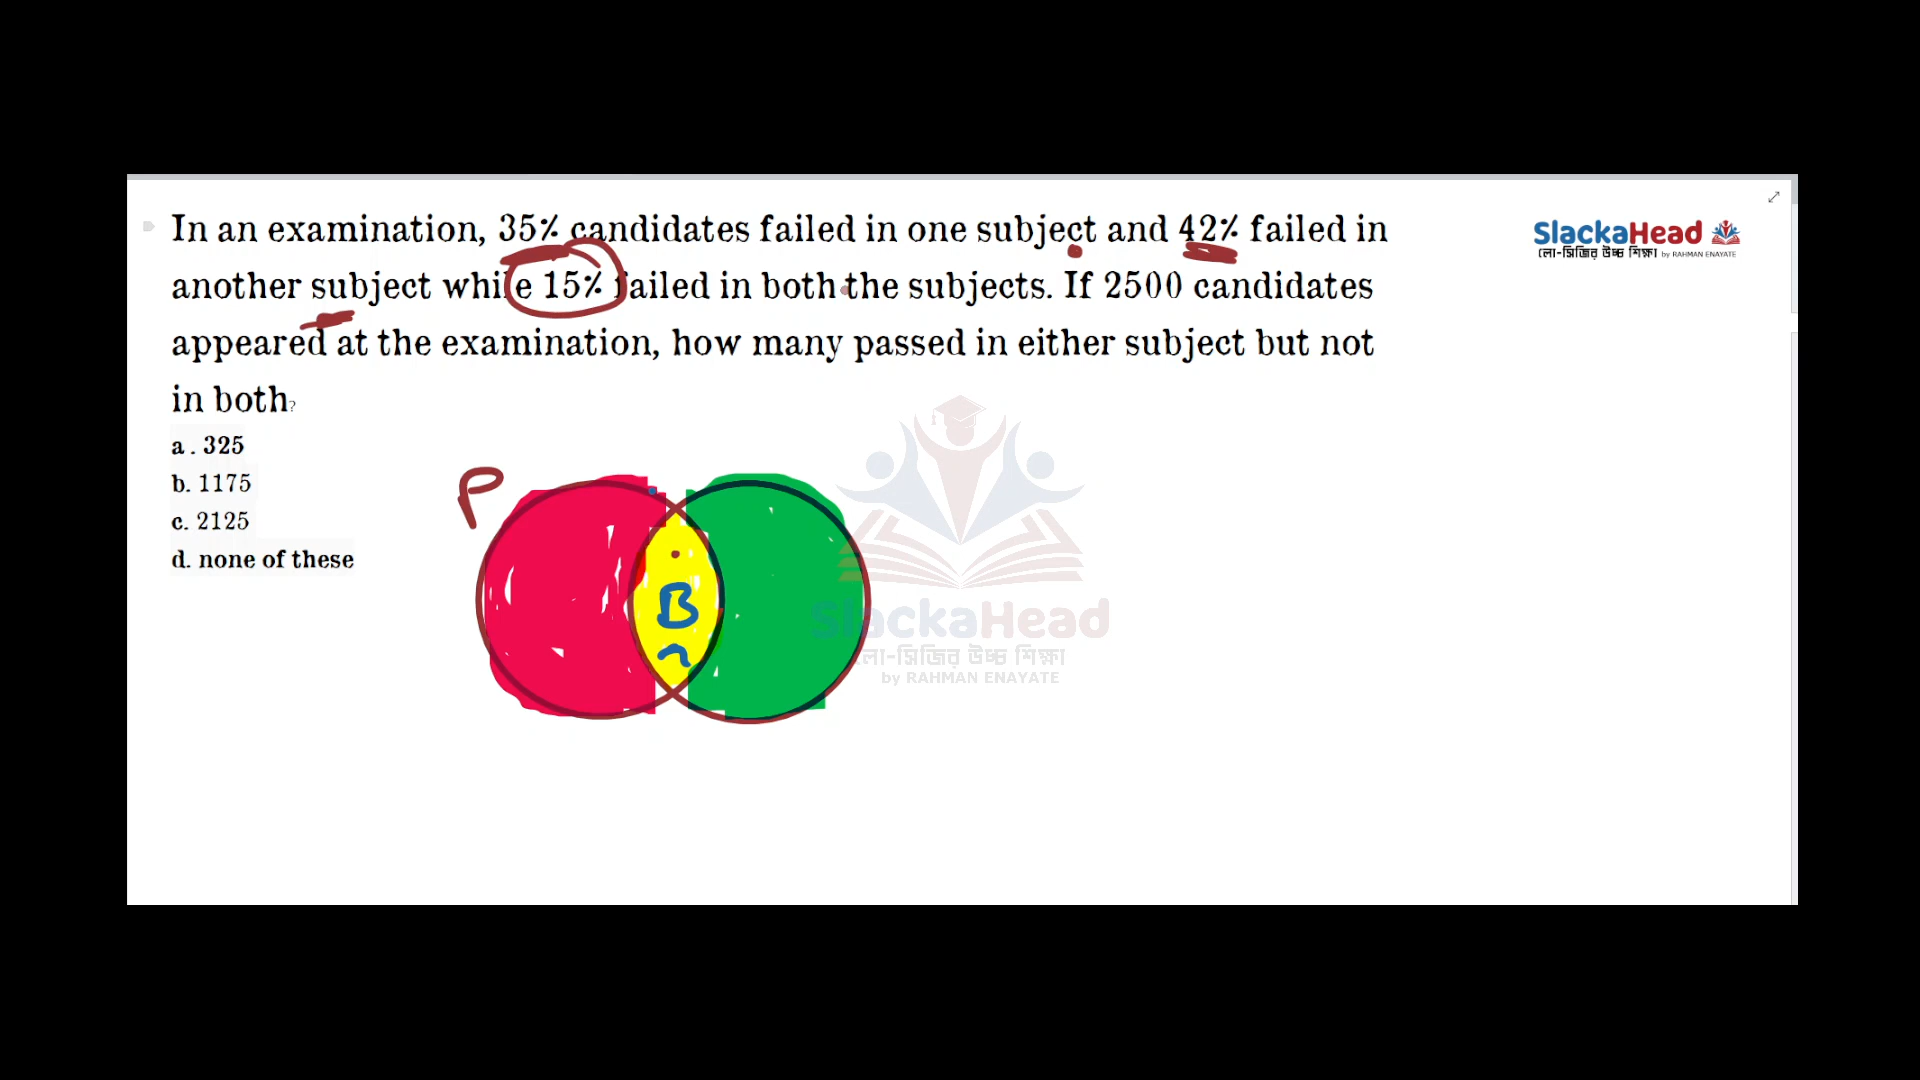 In an examination, 35% candidates failed in one subject and 42% failed in
another subject while 15% failed in both the subjects. If 2500 candidates
appeared at the examination, how many passed in either subject but not
in both?
a . 325
b. 1175
c. 2125
d. none of these
SlackaHead
লো-সিজির উচ্চ শিক্ষা by RAHMAN ENAYATE
P
B
SlackaHead
লো-সিজির উচ্চ শিক্ষা
by RAHMAN ENAYATE